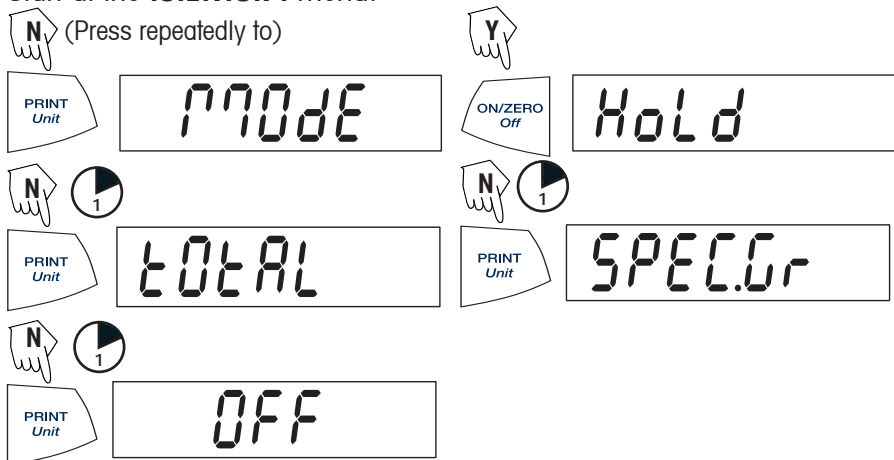 N (Press repeatedly to)
Y
PRINT
Unit
MOdE
ON/ZERO
Off
HoLd
N 1
N 1
PRINT
Unit
tOtAL
PRINT
Unit
SPEC.Gr
N 1
PRINT
Unit
OFF